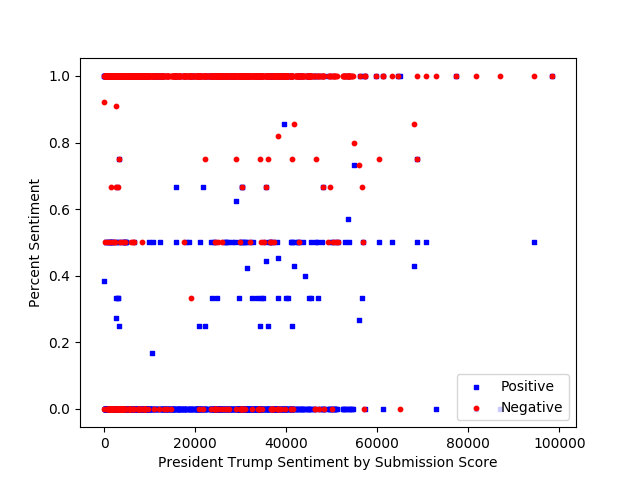 1.0
0.8
0.6
0.4
0.2
0.0
Percent Sentiment
0 20000 40000 60000 80000 100000
President Trump Sentiment by Submission Score
Positive
Negative